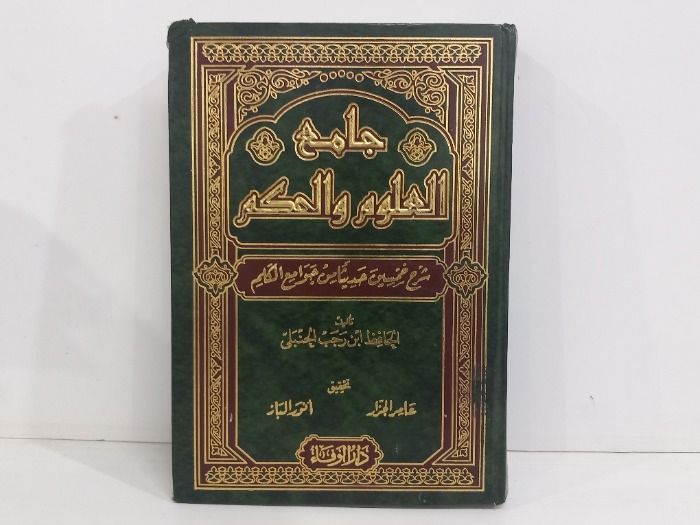 جامع
العلوم والحكم
شرح خمسين حديثا من جوامع الكلم
تأليف
الحافظ ابن رجب الحنبلي
تحقيق
عامر الجزار أنور الباز
دار الوفاء